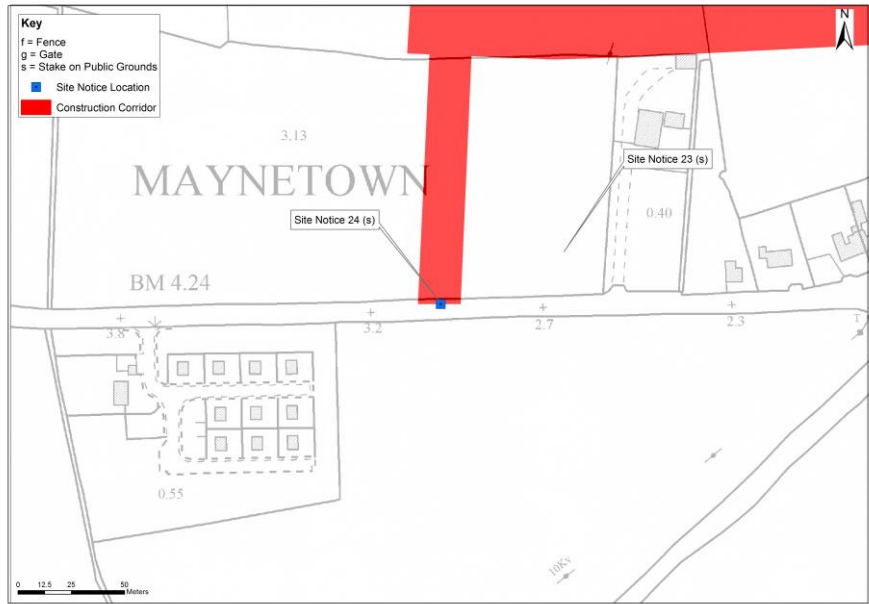 Key
f = Fence
g = Gate
s = Stake on Public Grounds
Site Notice Location
Construction Corridor
N
3.13
MAYNETOWN
Site Notice 23 (s)
Site Notice 24 (s)
0.40
BM 4.24
3.8
3.2
2.7
2.3
T
0.55
10Kv
0 12.5 25 50
Meters